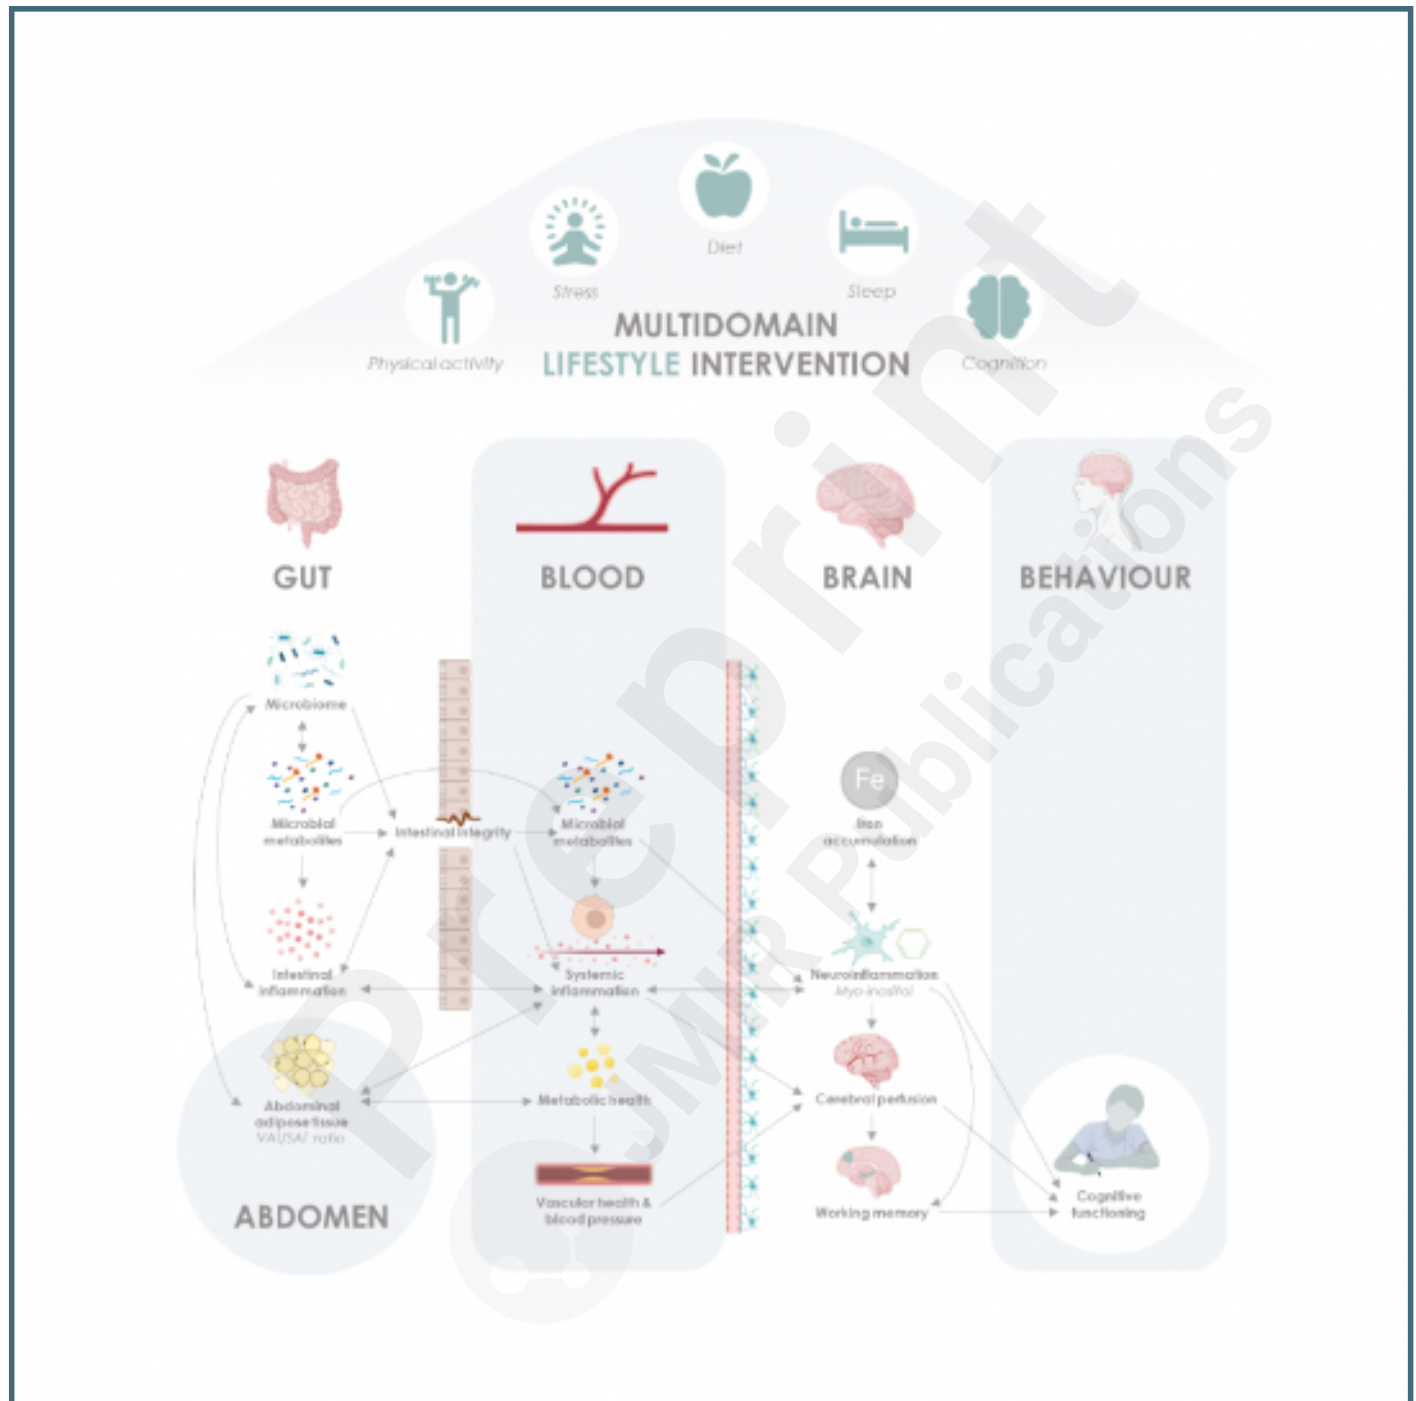 Diet
Stress
Sleep
MULTIDOMAIN
LIFESTYLE INTERVENTION
Physical activity
Cognition
GUT
BLOOD
BRAIN
BEHAVIOUR
Microbiome
Microbial
metabolites
Intestinal integrity
Microbial
metabolites
Fe
Iron
accumulation
Intestinal
inflammation
Systemic
inflammation
Neuroinflammation
Myo-inositol
Abdominal
adipose tissue
VAT/SAT ratio
Metabolic health
Cerebral perfusion
Vascular health &
blood pressure
Working memory
Cognitive
functioning
ABDOMEN
Preprint
JMIR Publications